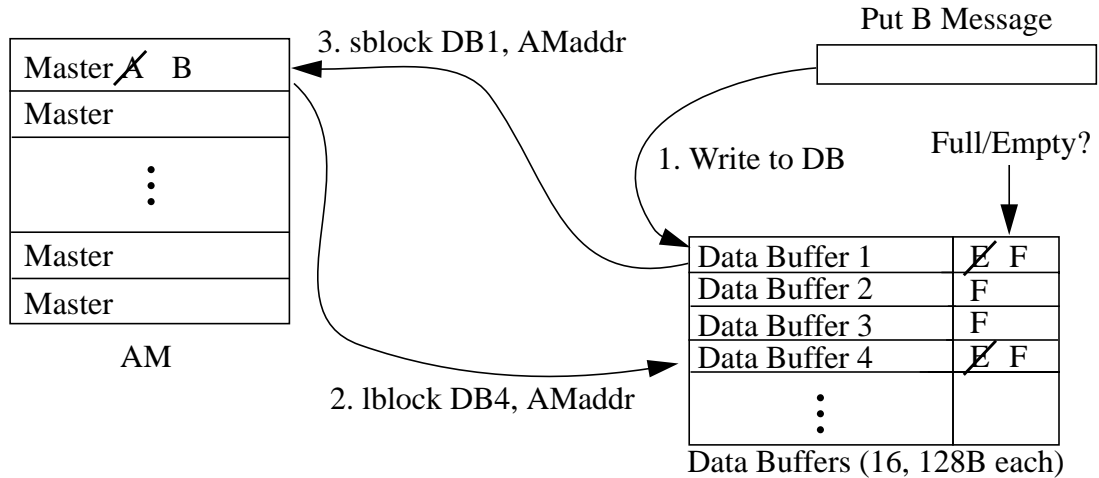 Put B Message
3. sblock DB1, AMaddr
Master A B
Master
Full/Empty?
1. Write to DB
Master
Data Buffer 1 E F
Data Buffer 2 F
Master
Data Buffer 3 F
AM
Data Buffer 4 E F
2. lblock DB4, AMaddr
Data Buffers (16, 128B each)